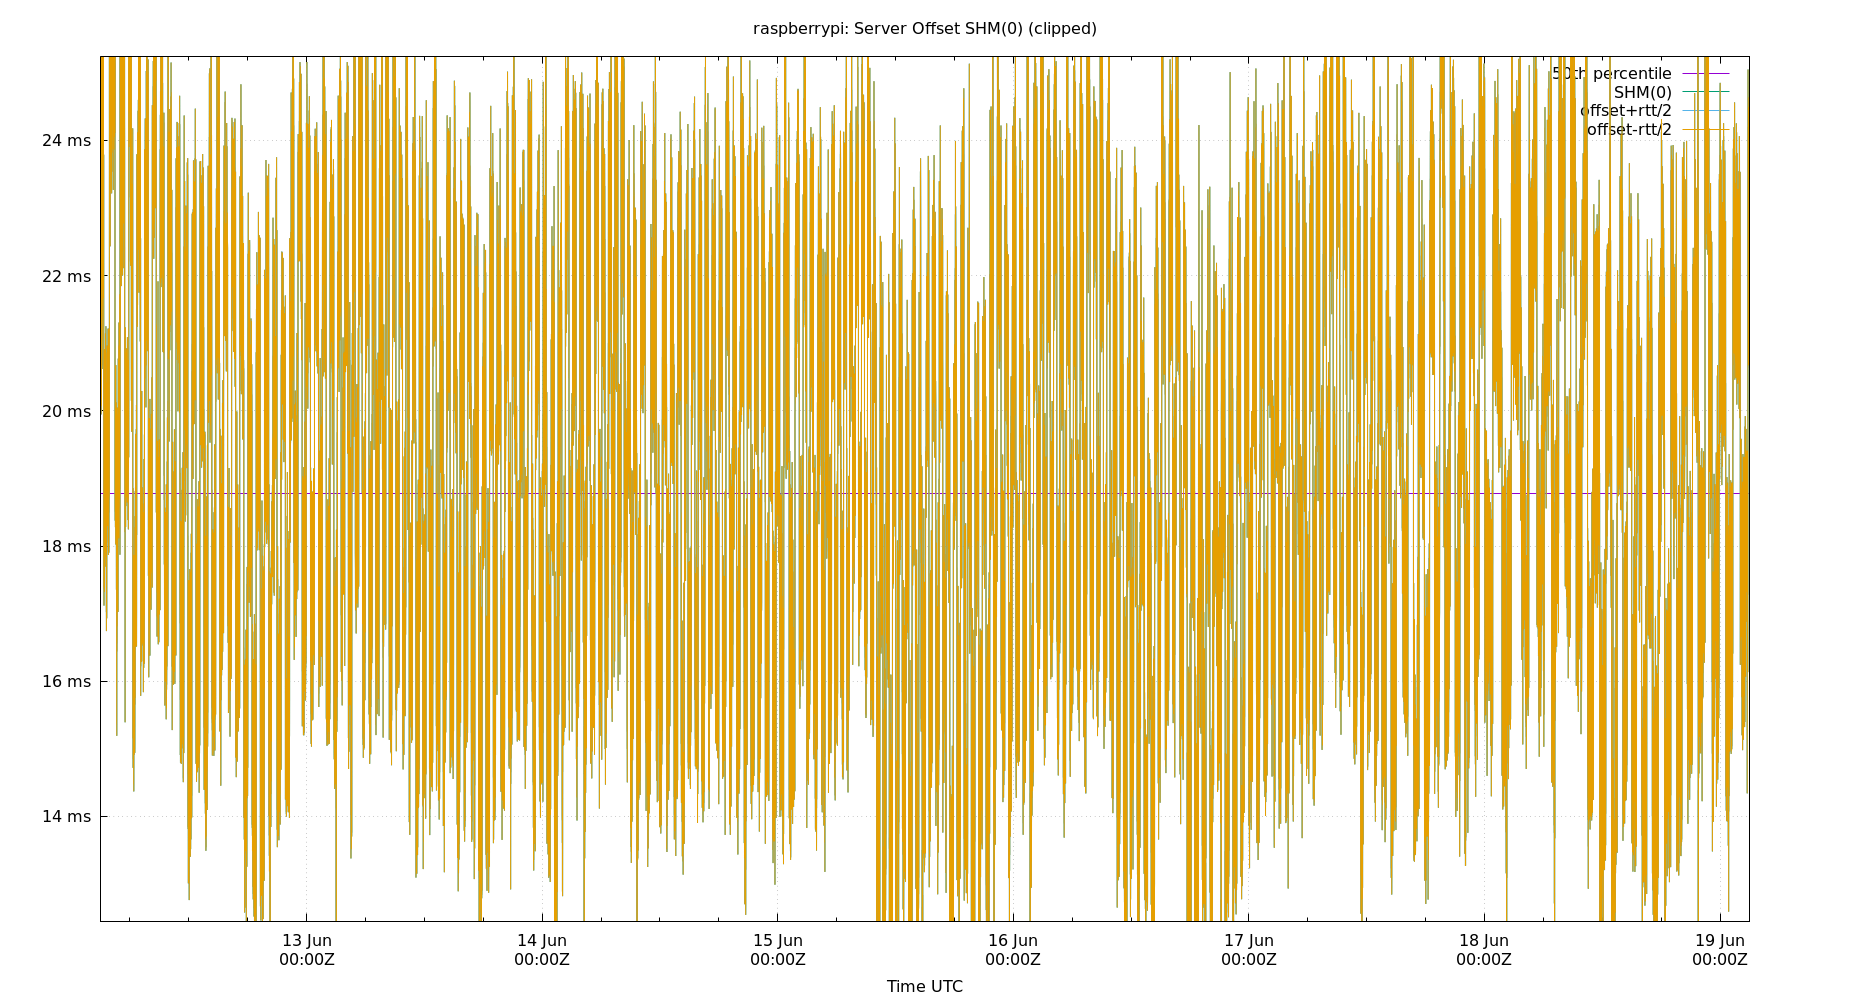 raspberrypi: Server Offset SHM(0) (clipped)
50th percentile
SHM(0)
offset+rtt/2
offset-rtt/2
24 ms
22 ms
20 ms
18 ms
16 ms
14 ms
13 Jun 14 Jun 15 Jun 16 Jun 17 Jun 18 Jun 19 Jun
00:00Z 00:00Z 00:00Z 00:00Z 00:00Z 00:00Z 00:00Z
Time UTC